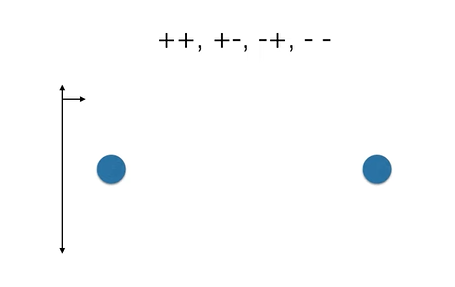 ++, +-, -+, - -